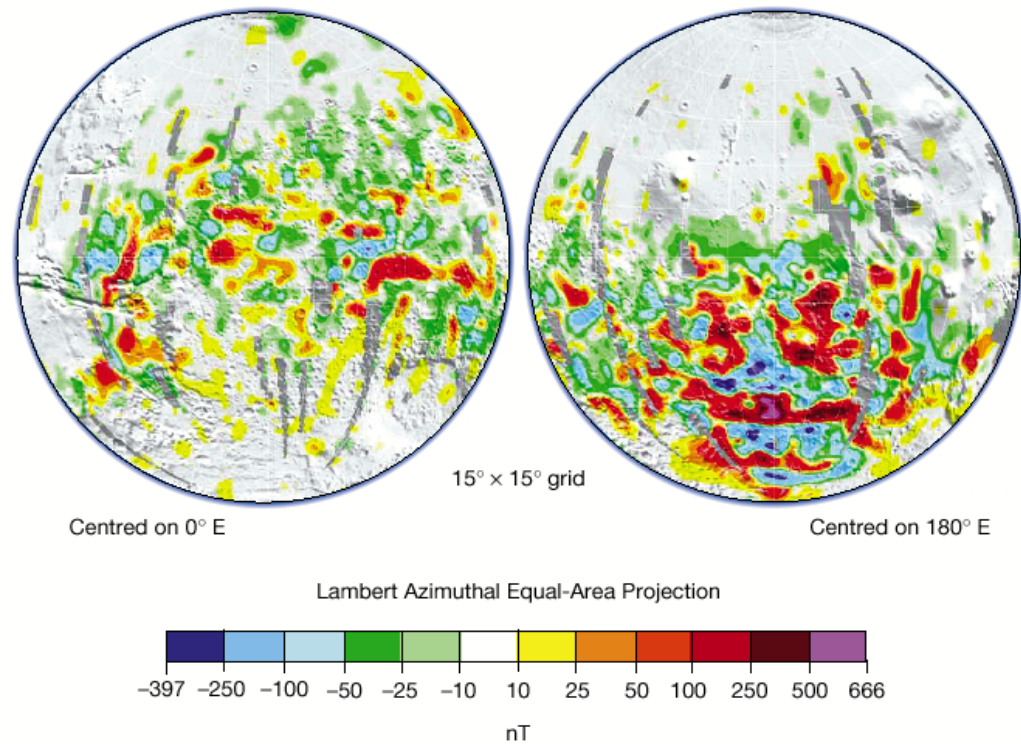 15° × 15° grid
Centred on 0° E
Centred on 180° E
Lambert Azimuthal Equal-Area Projection
–397 –250 –100 –50 –25 –10 10 25 50 100 250 500 666
nT